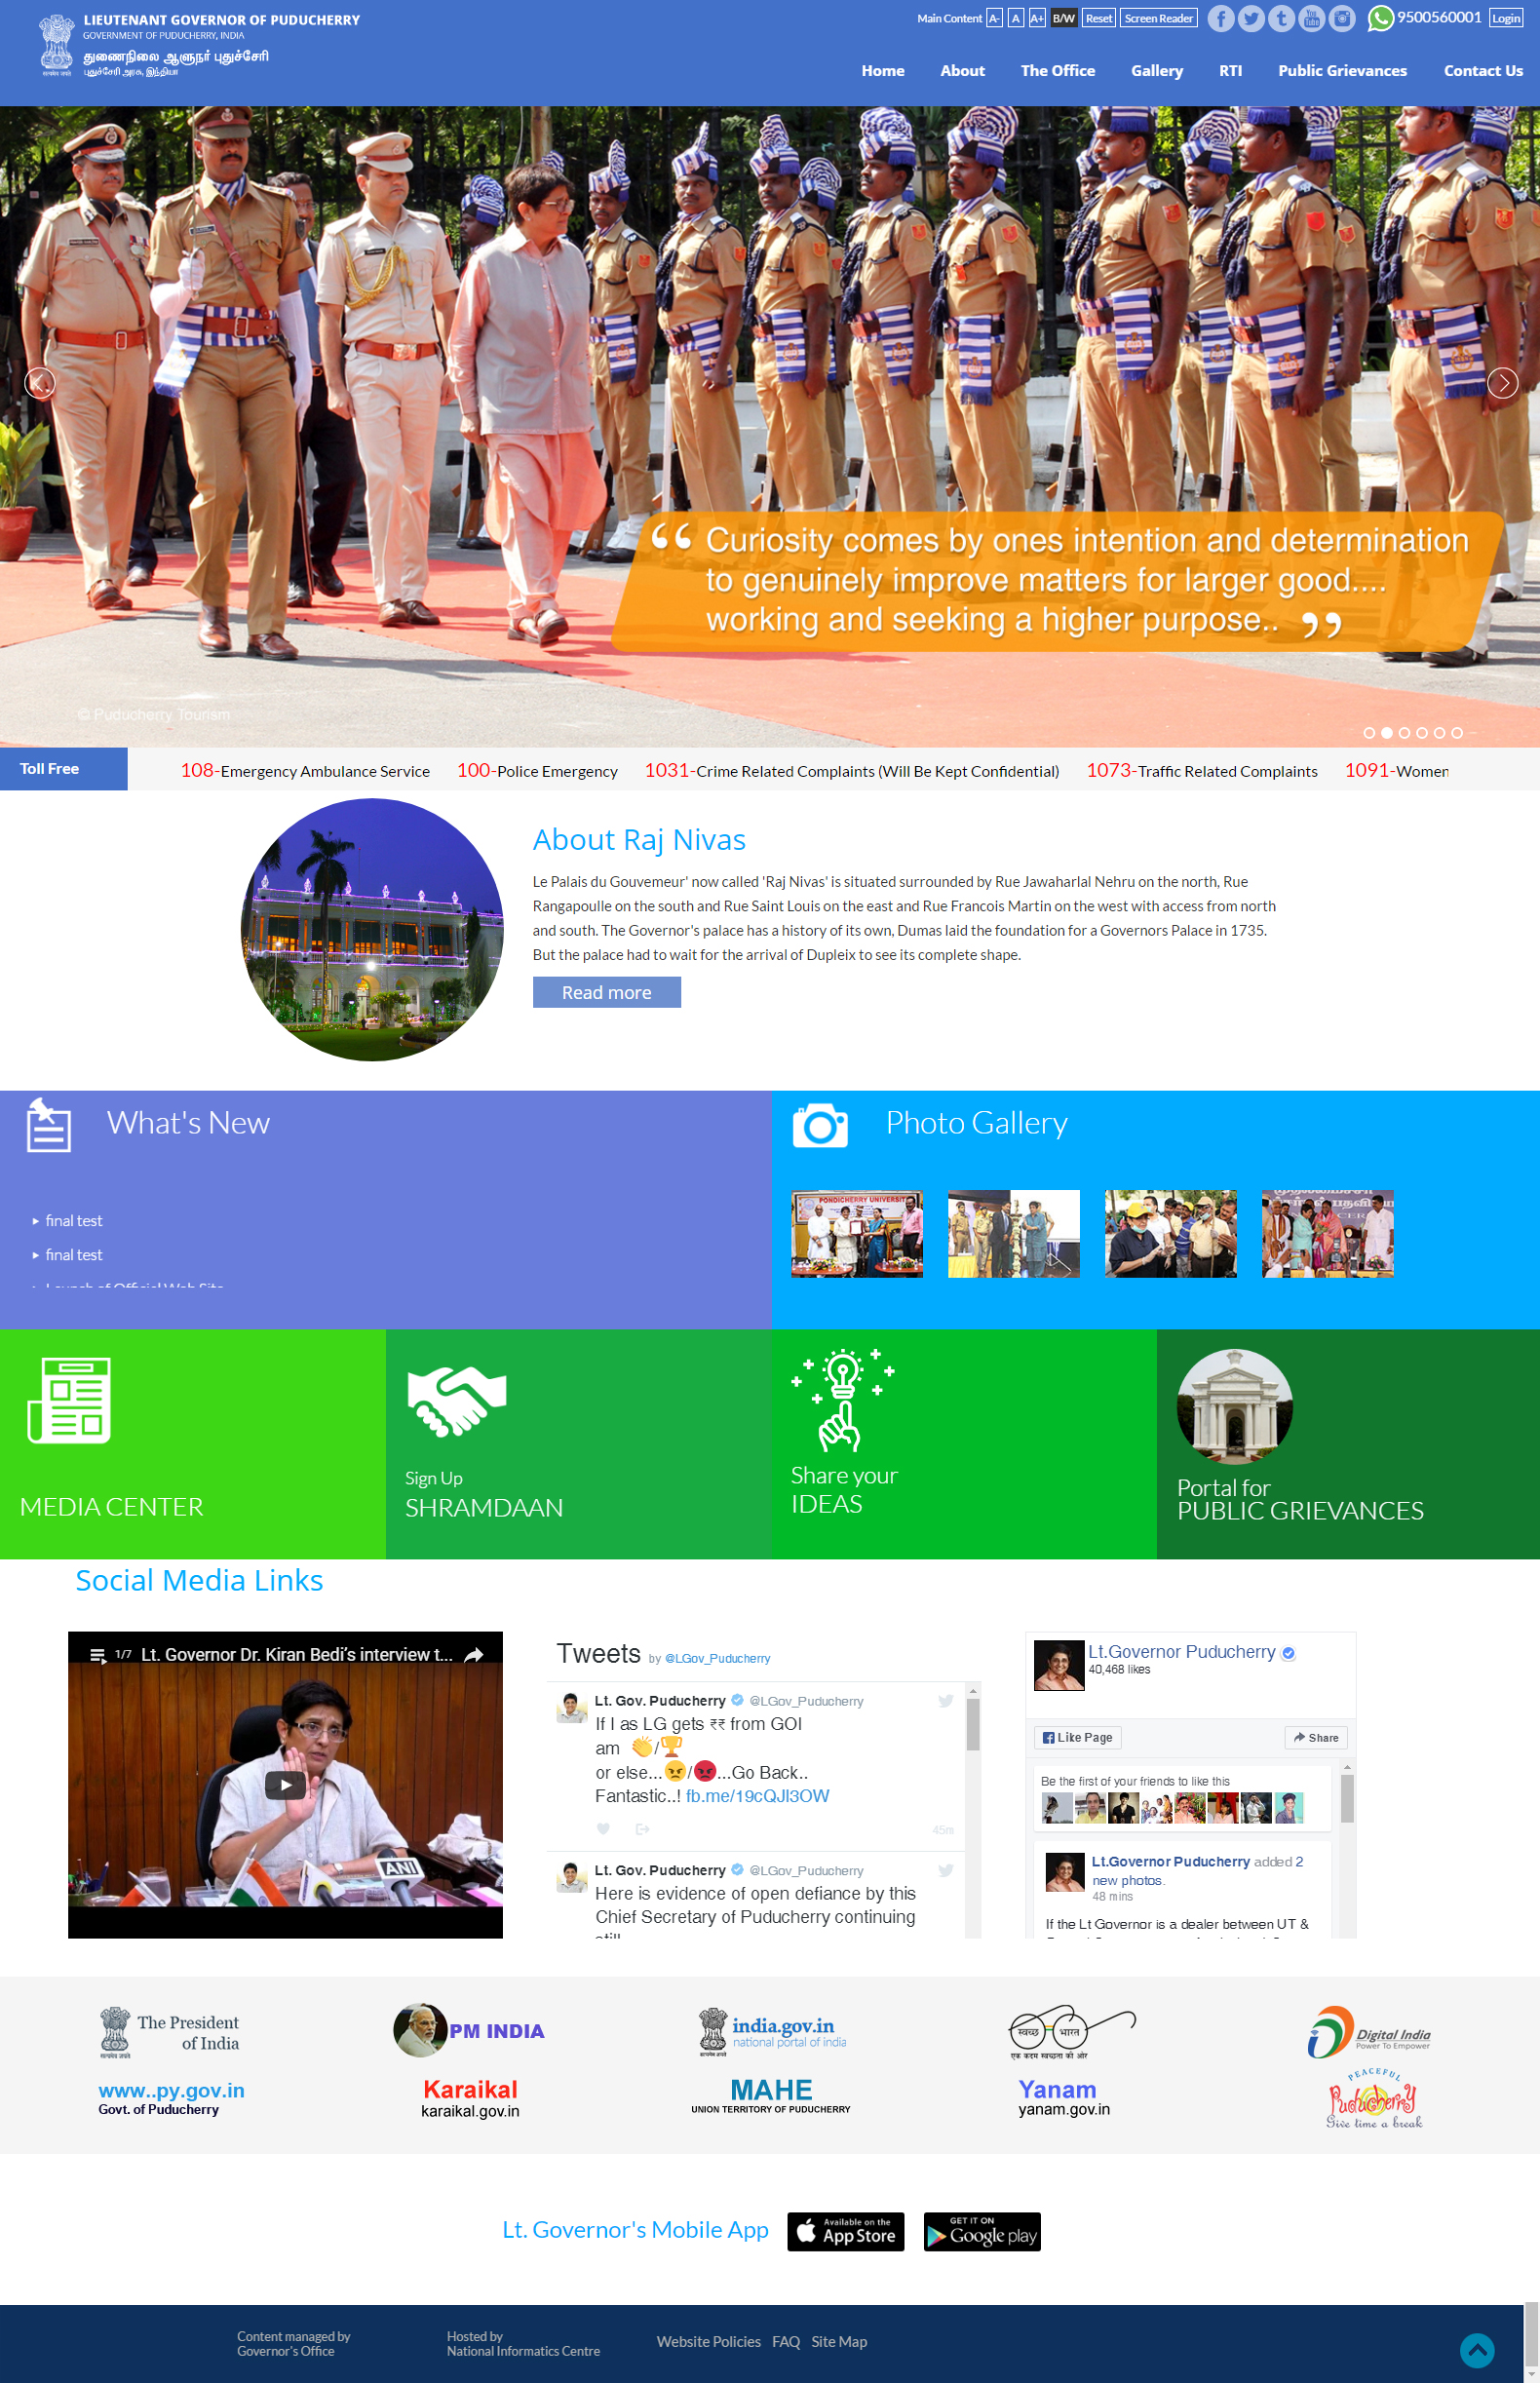 LIEUTENANT GOVERNOR OF PUDUCHERRY
GOVERNMENT OF PUDUCHERRY, INDIA
துணைநிலை ஆளுநர் புதுச்சேரி
புதுச்சேரி அரசு, இந்தியா
Main Content A- A A+ B/W Reset Screen Reader 9500560001 Login
Home About The Office Gallery RTI Public Grievances Contact Us
“ Curiosity comes by ones intention and determination
to genuinely improve matters for larger good....
working and seeking a higher purpose.. ”
© Puducherry Tourism
Toll Free
108-Emergency Ambulance Service 100-Police Emergency 1031-Crime Related Complaints (Will Be Kept Confidential) 1073-Traffic Related Complaints 1091-Women
About Raj Nivas
Le Palais du Gouvemeur' now called 'Raj Nivas' is situated surrounded by Rue Jawaharlal Nehru on the north, Rue
Rangapoulle on the south and Rue Saint Louis on the east and Rue Francois Martin on the west with access from north
and south. The Governor's palace has a history of its own, Dumas laid the foundation for a Governors Palace in 1735.
But the palace had to wait for the arrival of Dupleix to see its complete shape.
Read more
What's New
final test
final test
Launch of Official Web Site
Photo Gallery
PONDICHERRY UNIVERSITY
MEDIA CENTER
Sign Up
SHRAMDAAN
Share your
IDEAS
Portal for
PUBLIC GRIEVANCES
Social Media Links
1/7 Lt. Governor Dr. Kiran Bedi’s interview t...
ANI
Tweets by @LGov_Puducherry
Lt. Gov. Puducherry @LGov_Puducherry
If I as LG gets ₹₹ from GOI
am 👏/🏆
or else...😠/😡...Go Back..
Fantastic..! fb.me/19cQJI3OW
45m
Lt. Gov. Puducherry @LGov_Puducherry
Here is evidence of open defiance by this
Chief Secretary of Puducherry continuing
still
Lt.Governor Puducherry
40,468 likes
Like Page Share
Be the first of your friends to like this
Lt.Governor Puducherry added 2
new photos.
48 mins
If the Lt Governor is a dealer between UT &
The President
of India
सत्यमेव जयते
PM INDIA
india.gov.in
national portal of india
सत्यमेव जयते
स्वच्छ भारत
एक कदम स्वच्छता की ओर
Digital India
Power To Empower
www..py.gov.in
Govt. of Puducherry
Karaikal
karaikal.gov.in
MAHE
UNION TERRITORY OF PUDUCHERRY
Yanam
yanam.gov.in
PEACEFUL
Puducherry
Give time a break
Lt. Governor's Mobile App
Available on the
App Store
GET IT ON
Google play
Content managed by
Governor's Office
Hosted by
National Informatics Centre
Website Policies FAQ Site Map